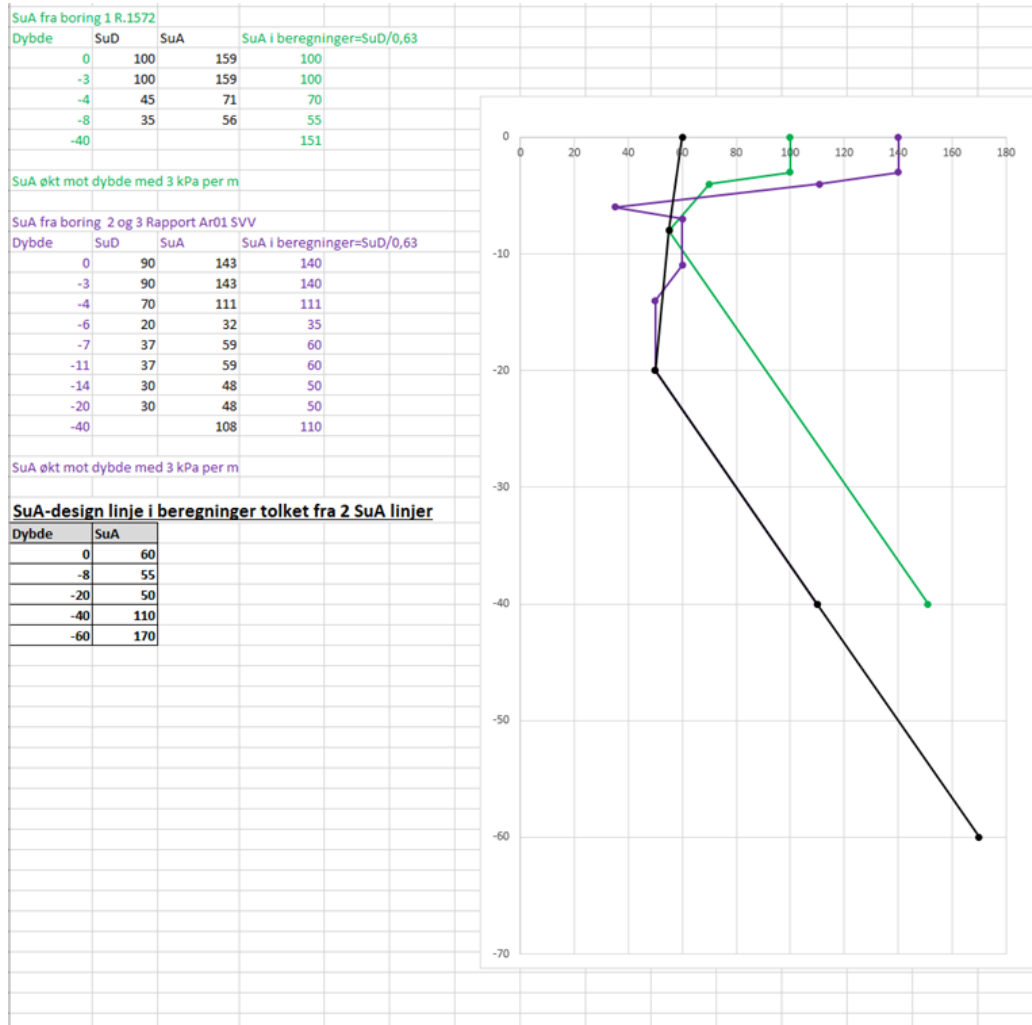 SuA fra boring 1 R.1572
Dybde SuD SuA SuA i beregninger=SuD/0,63
0 100 159 100
-3 100 159 100
-4 45 71 70
-8 35 56 55
-40 151
SuA økt mot dybde med 3 kPa per m
SuA fra boring 2 og 3 Rapport Ar01 SVV
Dybde SuD SuA SuA i beregninger=SuD/0,63
0 90 143 140
-3 90 143 140
-4 70 111 111
-6 20 32 35
-7 37 59 60
-11 37 59 60
-14 30 48 50
-20 30 48 50
-40 108 110
SuA økt mot dybde med 3 kPa per m
SuA-design linje i beregninger tolket fra 2 SuA linjer
Dybde SuA
0 60
-8 55
-20 50
-40 110
-60 170
0
0 20 40 60 80 100 120 140 160 180
-10
-20
-30
-40
-50
-60
-70